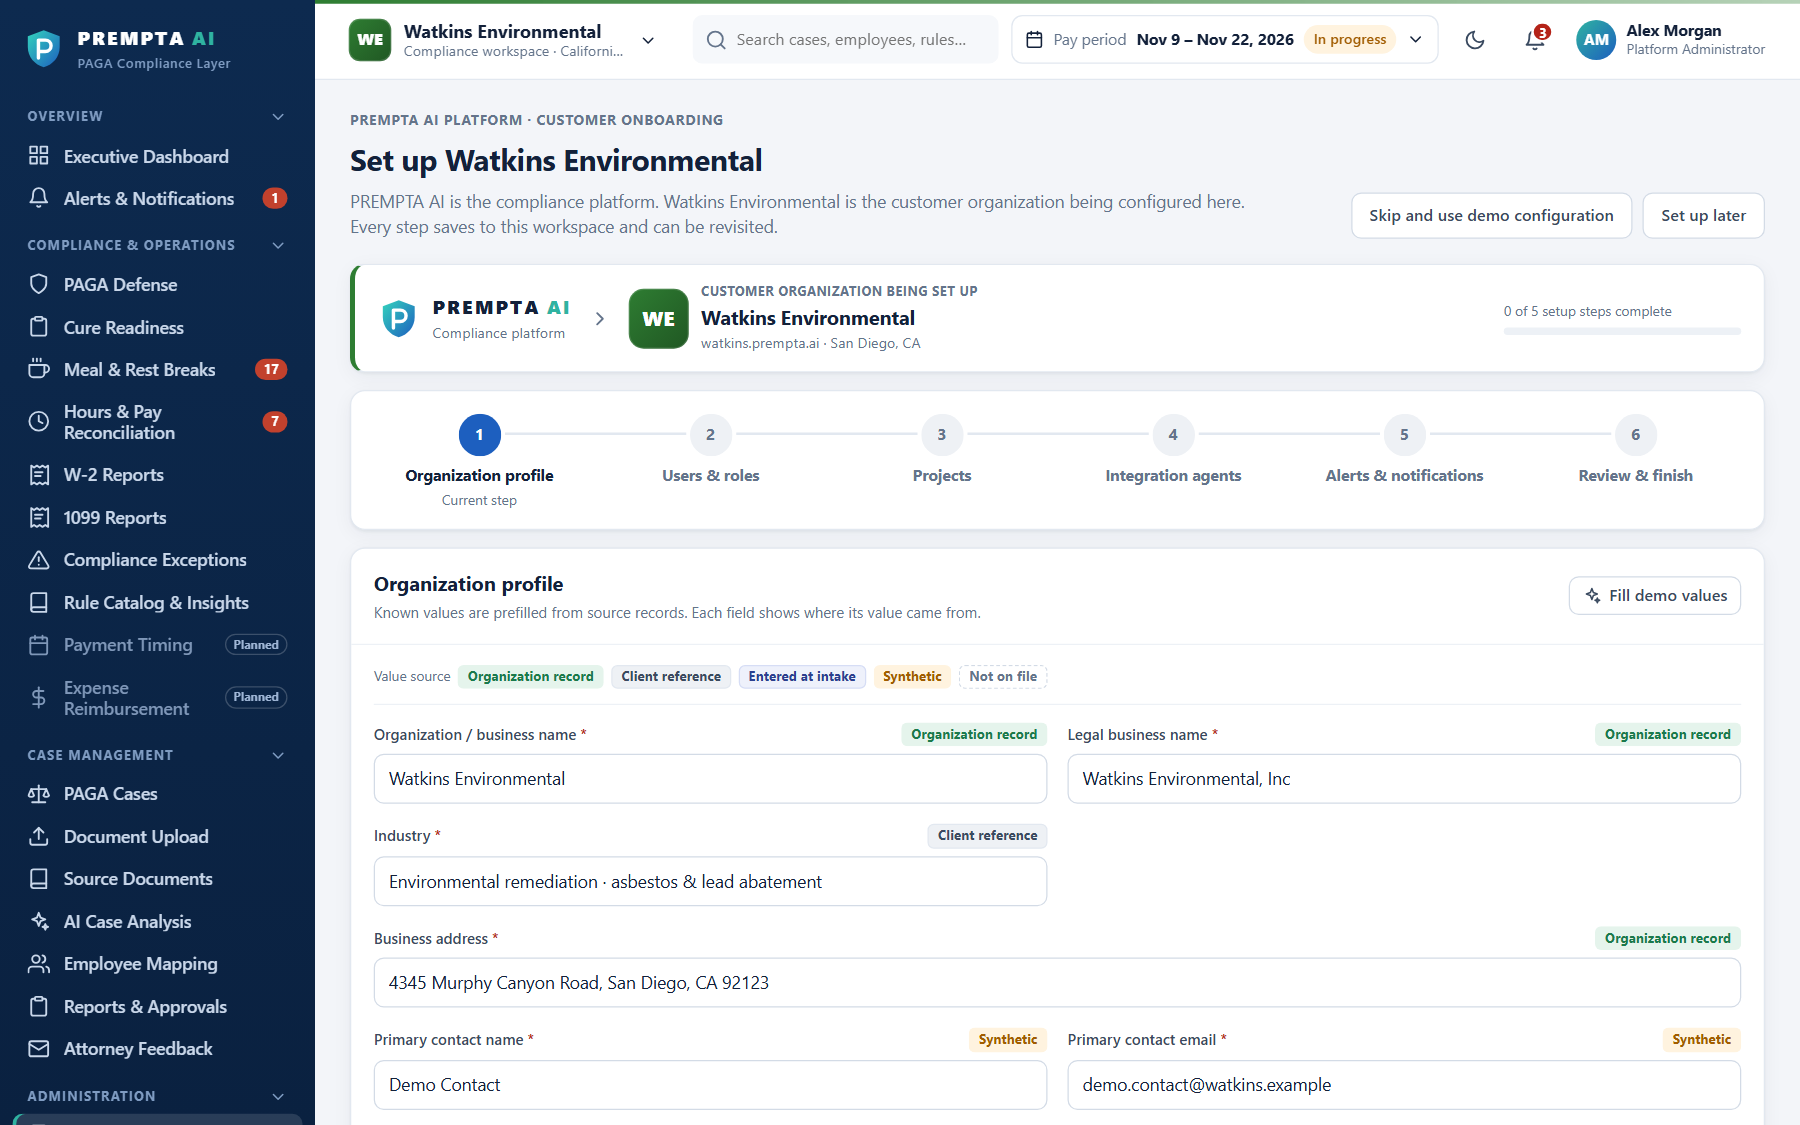 PREMPTA AI
PAGA Compliance Layer
OVERVIEW
Executive Dashboard
Alerts & Notifications
1
COMPLIANCE & OPERATIONS
PAGA Defense
Cure Readiness
Meal & Rest Breaks
17
Hours & Pay
Reconciliation
7
W-2 Reports
1099 Reports
Compliance Exceptions
Rule Catalog & Insights
Payment Timing
Planned
Expense
Reimbursement
Planned
CASE MANAGEMENT
PAGA Cases
Document Upload
Source Documents
AI Case Analysis
Employee Mapping
Reports & Approvals
Attorney Feedback
ADMINISTRATION
WE
Watkins Environmental
Compliance workspace · Californi...
Search cases, employees, rules...
Pay period Nov 9 – Nov 22, 2026 In progress
3
AM
Alex Morgan
Platform Administrator
PREMPTA AI PLATFORM · CUSTOMER ONBOARDING
Set up Watkins Environmental
PREMPTA AI is the compliance platform. Watkins Environmental is the customer organization being configured here.
Every step saves to this workspace and can be revisited.
Skip and use demo configuration
Set up later
PREMPTA AI
Compliance platform
WE
CUSTOMER ORGANIZATION BEING SET UP
Watkins Environmental
watkins.prempta.ai · San Diego, CA
0 of 5 setup steps complete
1
Organization profile
Current step
2
Users & roles
3
Projects
4
Integration agents
5
Alerts & notifications
6
Review & finish
Organization profile
Known values are prefilled from source records. Each field shows where its value came from.
Fill demo values
Value source Organization record Client reference Entered at intake Synthetic Not on file
Organization / business name *
Organization record
Watkins Environmental
Legal business name *
Organization record
Watkins Environmental, Inc
Industry *
Client reference
Environmental remediation · asbestos & lead abatement
Business address *
Organization record
4345 Murphy Canyon Road, San Diego, CA 92123
Primary contact name *
Synthetic
Demo Contact
Primary contact email *
Synthetic
demo.contact@watkins.example